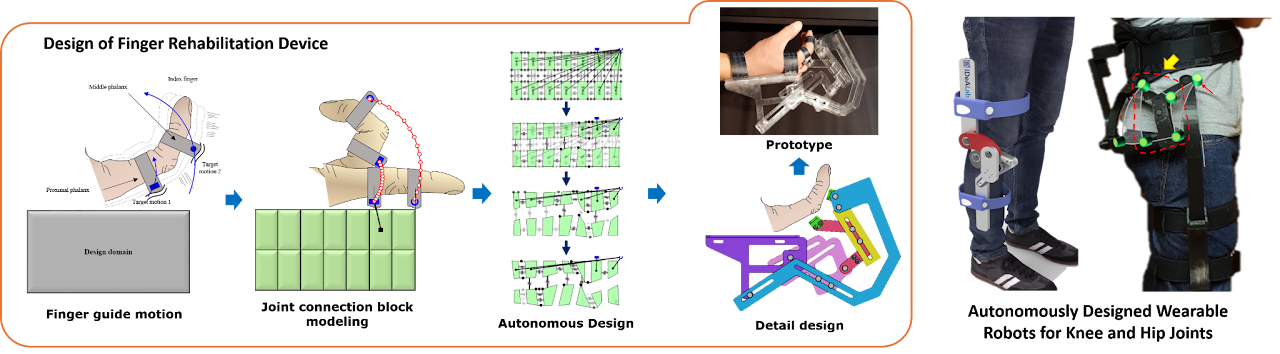 Design of Finger Rehabilitation Device
Index finger
Middle phalanx
Proximal phalanx
Target
motion 2
Target motion 1
Design domain
Finger guide motion
Joint connection block
modeling
Autonomous Design
Prototype
Detail design
IDeALab
Autonomously Designed Wearable
Robots for Knee and Hip Joints